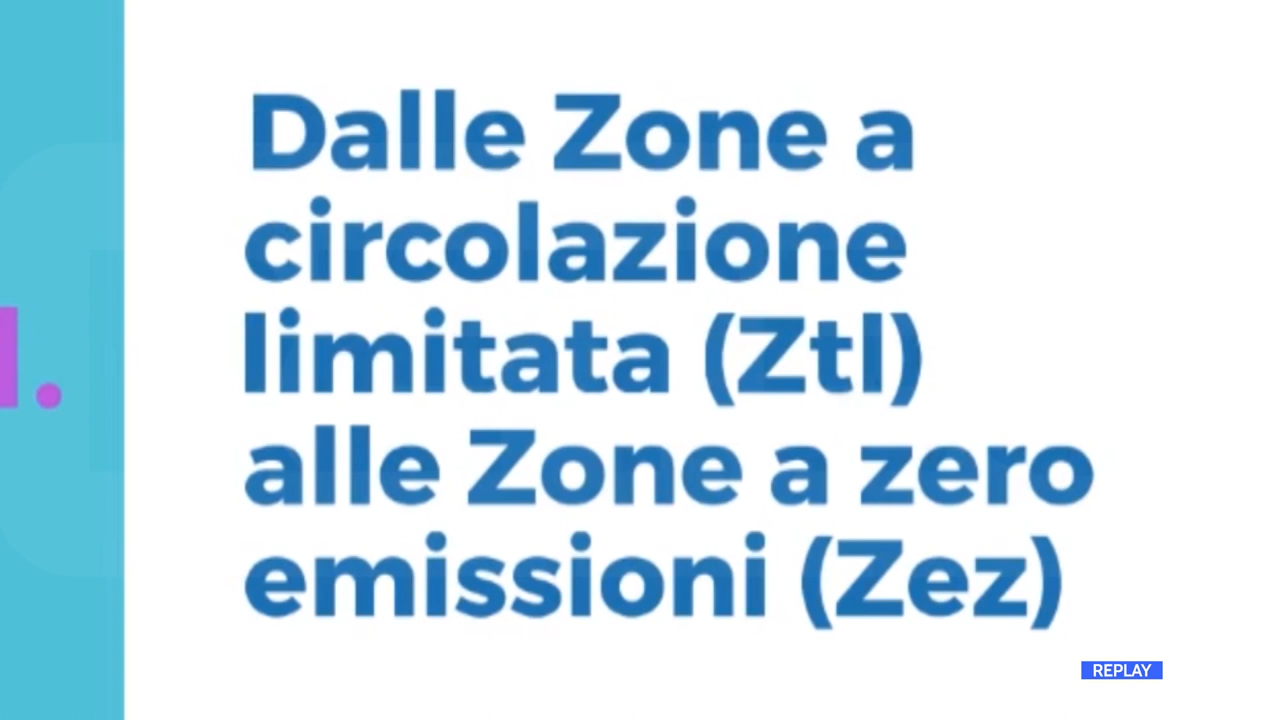 Dalle Zone a
circolazione
limitata (Ztl)
alle Zone a zero
emissioni (Zez)
REPLAY